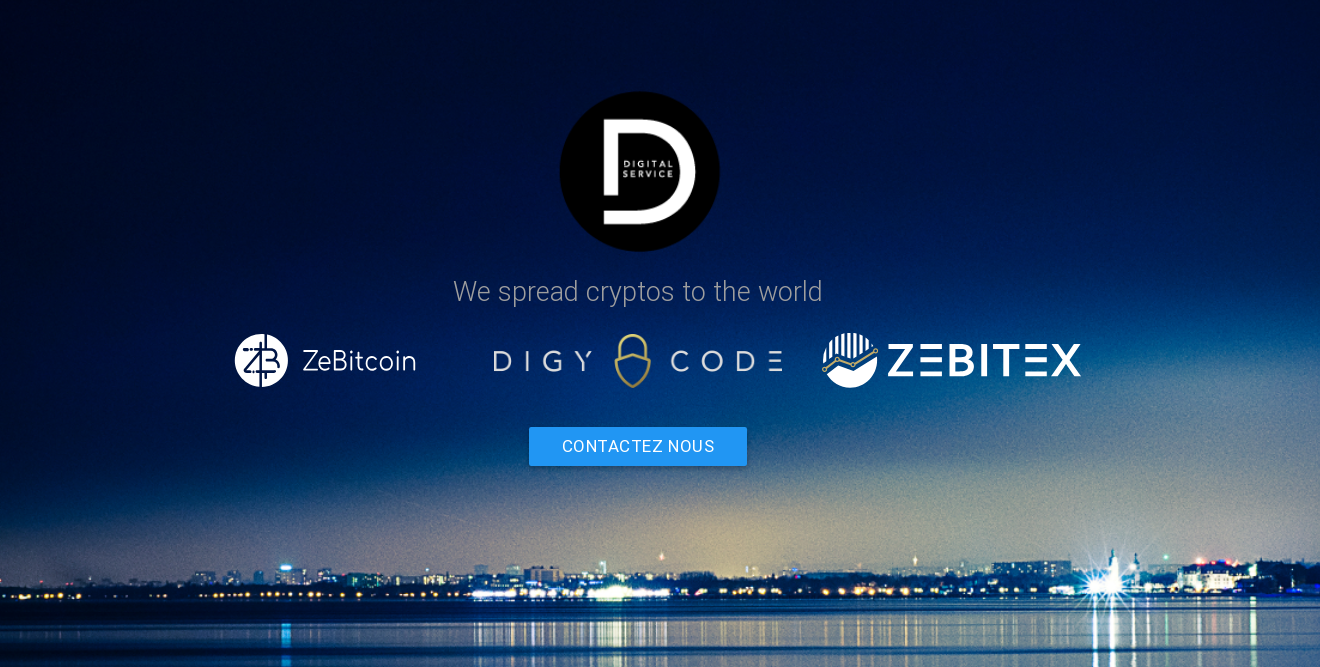 DIGITAL
SERVICE
We spread cryptos to the world
ZeBitcoin
DIGY CODE
ZEBITEX
CONTACTEZ NOUS